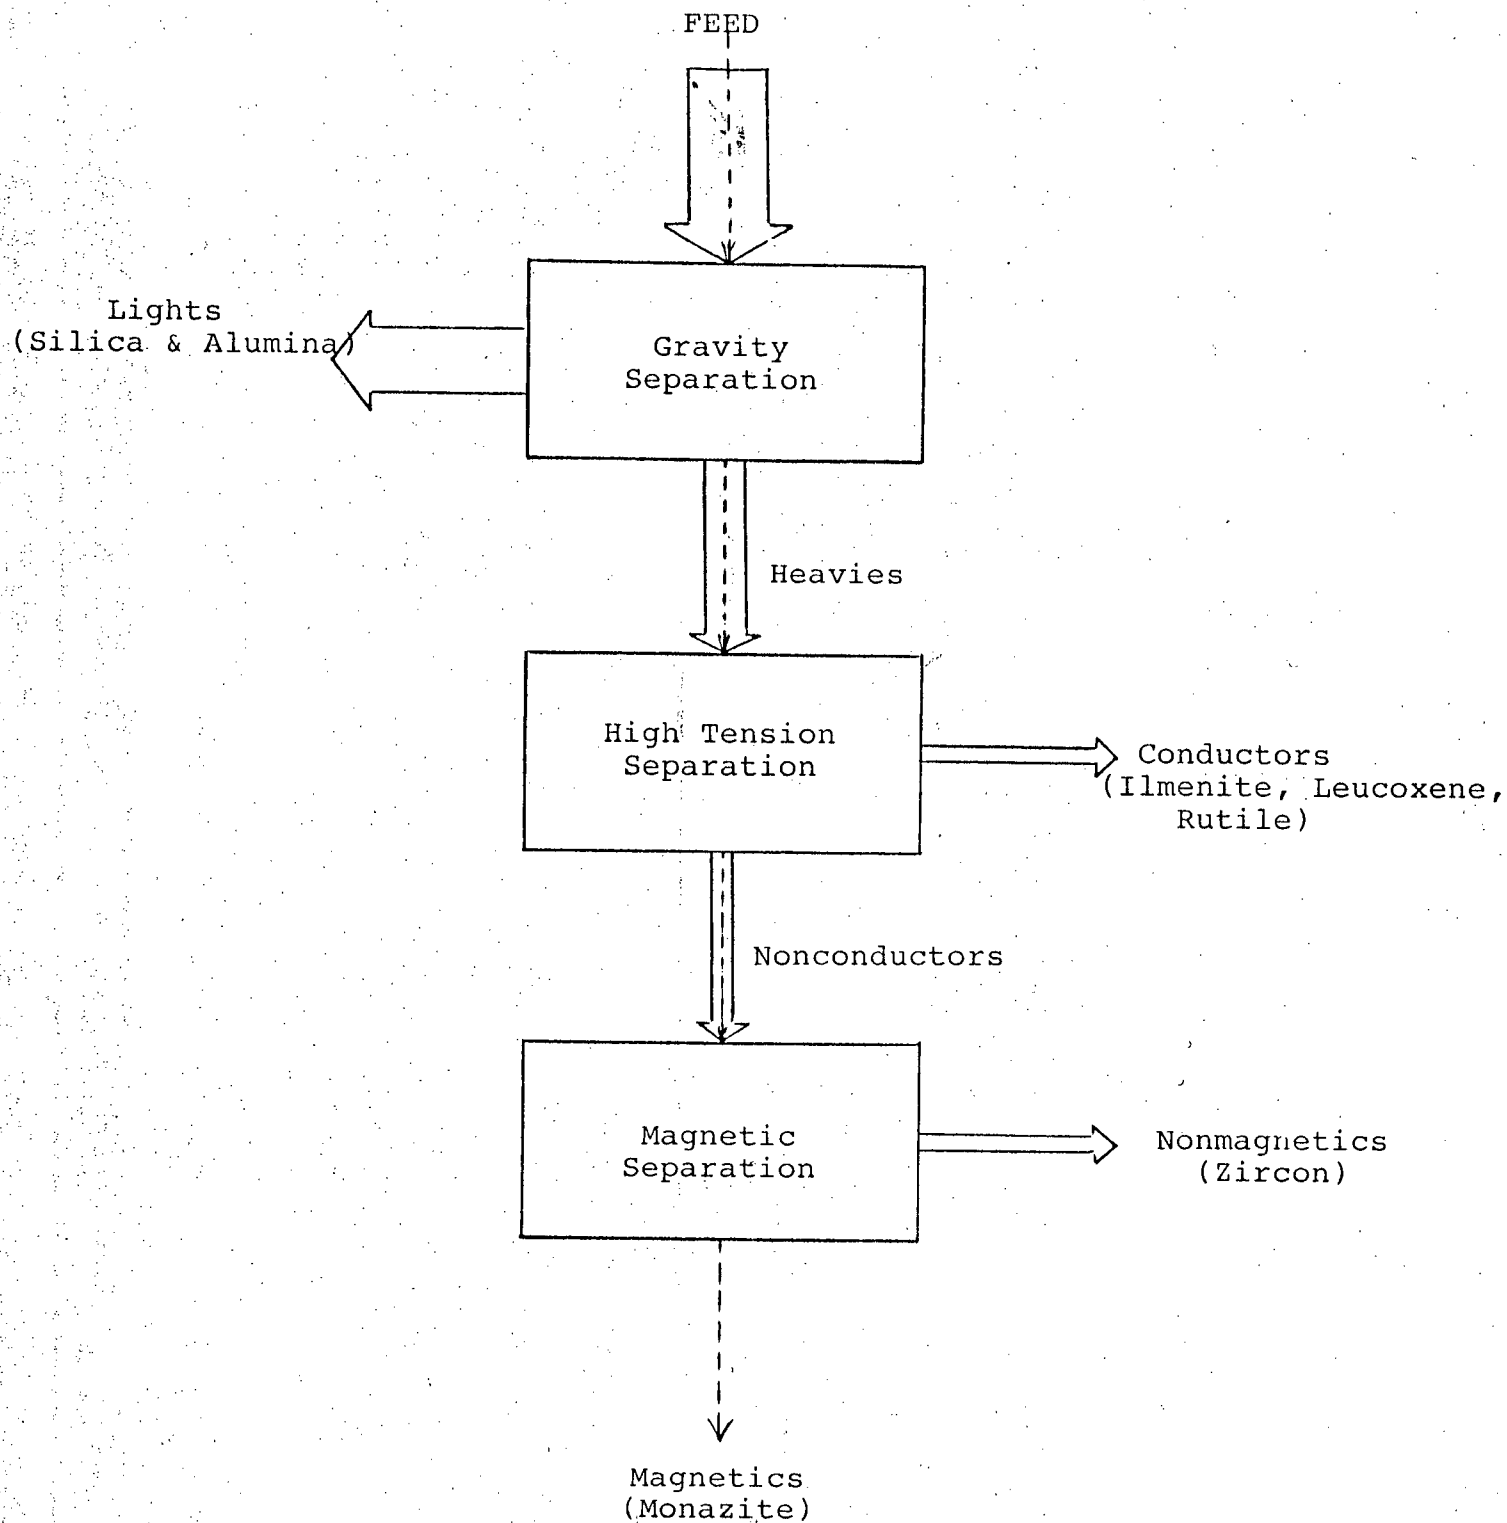 FEED
Lights
(Silica & Alumina)
Gravity
Separation
Heavies
High Tension
Separation
Conductors
(Ilmenite, Leucoxene,
Rutile)
Nonconductors
Magnetic
Separation
Nonmagnetics
(Zircon)
Magnetics
(Monazite)